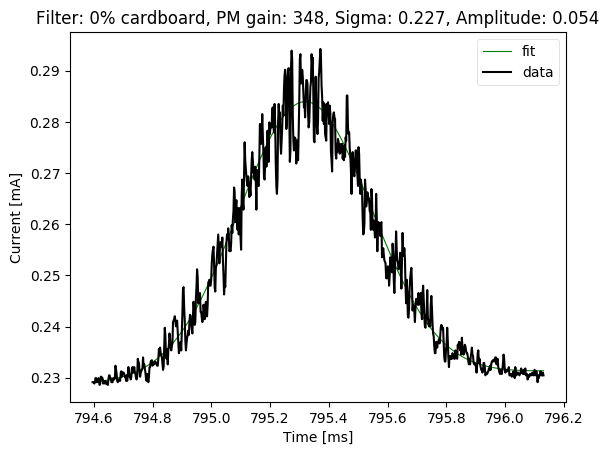 Filter: 0% cardboard, PM gain: 348, Sigma: 0.227, Amplitude: 0.054
fit
data
0.29
0.28
0.27
0.26
0.25
0.24
0.23
Current [mA]
794.6 794.8 795.0 795.2 795.4 795.6 795.8 796.0 796.2
Time [ms]